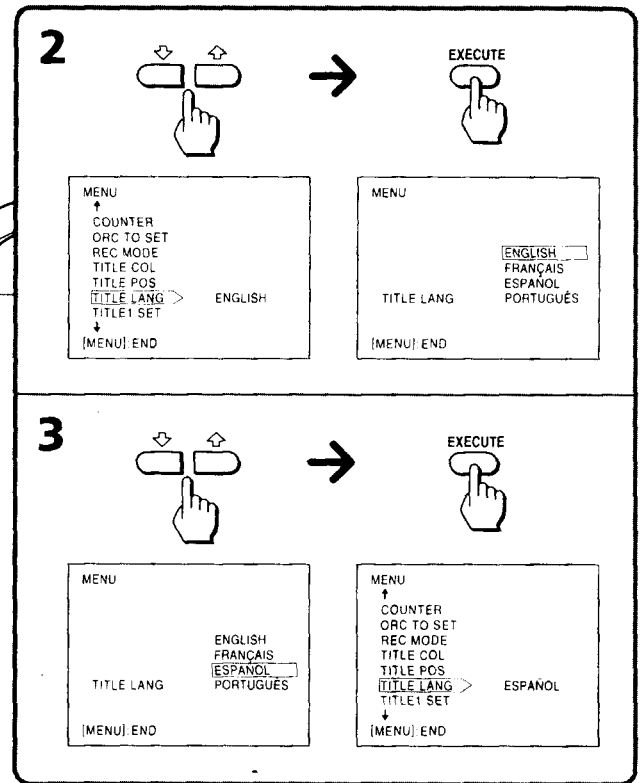 2
EXECUTE
MENU
COUNTER
ORC TO SET
REC MODE
TITLE COL
TITLE POS
TITLE LANG ENGLISH
TITLE1 SET
[MENU]: END
MENU
ENGLISH
FRANÇAIS
ESPAÑOL
TITLE LANG PORTUGUÊS
[MENU]: END
3
EXECUTE
MENU
ENGLISH
FRANÇAIS
ESPAÑOL
TITLE LANG PORTUGUÊS
[MENU]: END
MENU
COUNTER
ORC TO SET
REC MODE
TITLE COL
TITLE POS
TITLE LANG ESPAÑOL
TITLE1 SET
[MENU]: END